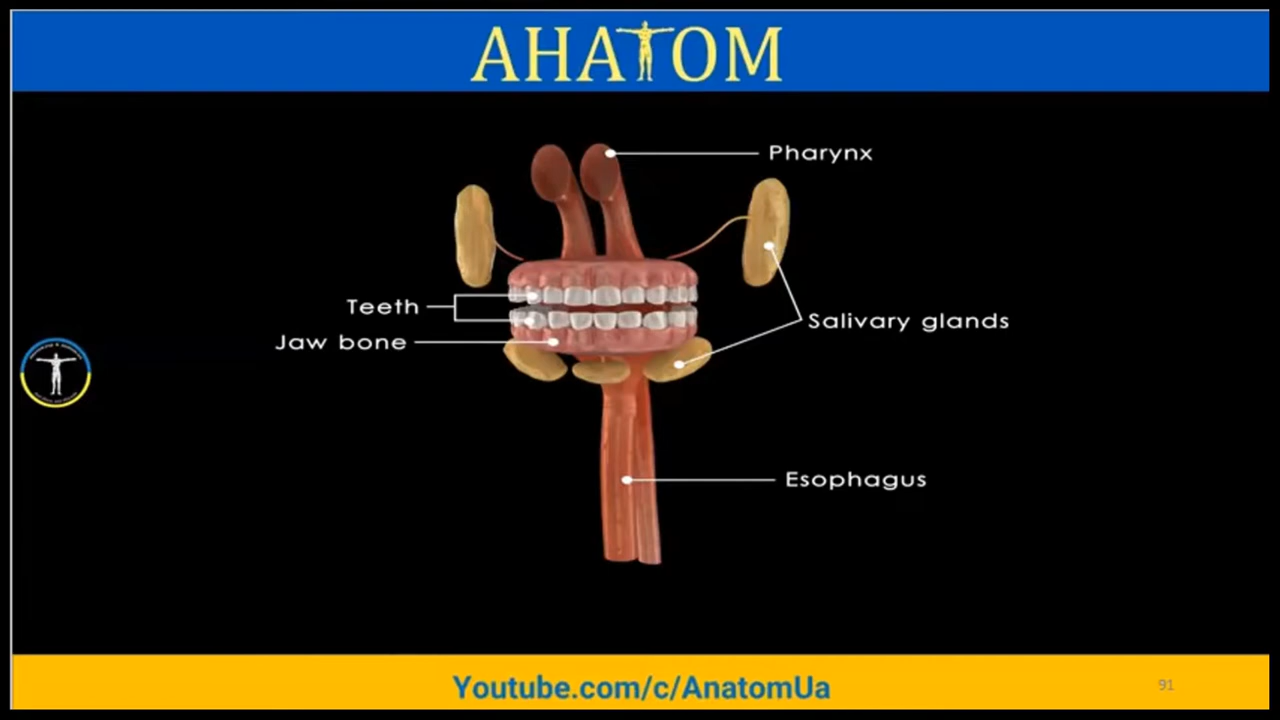 AHATOM
Pharynx
Teeth
Salivary glands
Jaw bone
Esophagus
Youtube.com/c/AnatomUa
91